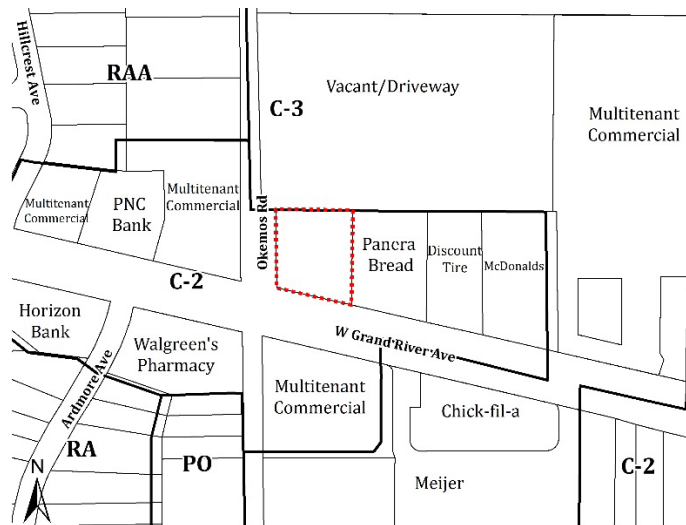 Hillcrest Ave
RAA
Vacant/Driveway
C-3
Multitenant
Commercial
Multitenant
Commercial
PNC
Bank
Multitenant
Commercial
Okemos Rd
Panera
Bread
Discount
Tire
McDonalds
C-2
Horizon
Bank
Walgreen's
Pharmacy
W Grand River Ave
Ardmore Ave
Multitenant
Commercial
Chick-fil-a
RA
PO
C-2
N
Meijer